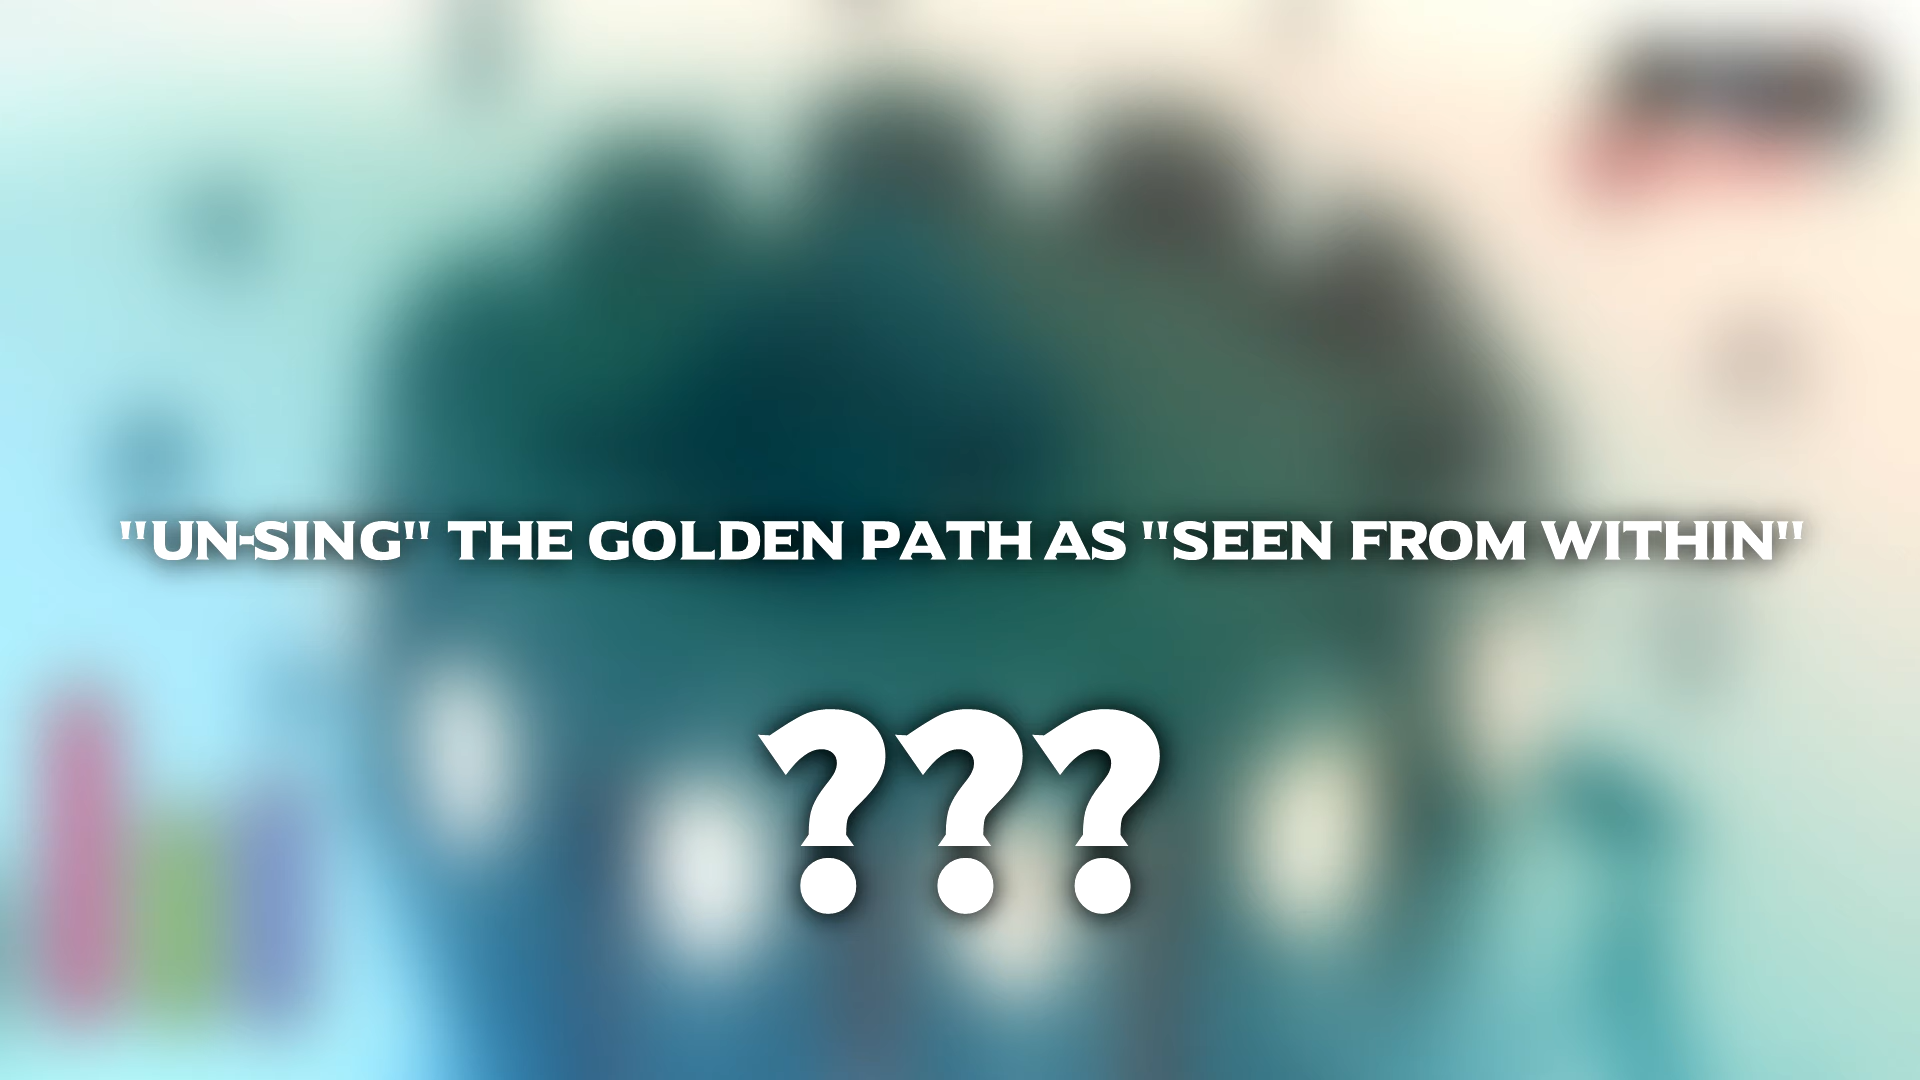 "UN-SING" THE GOLDEN PATH AS "SEEN FROM WITHIN"
???